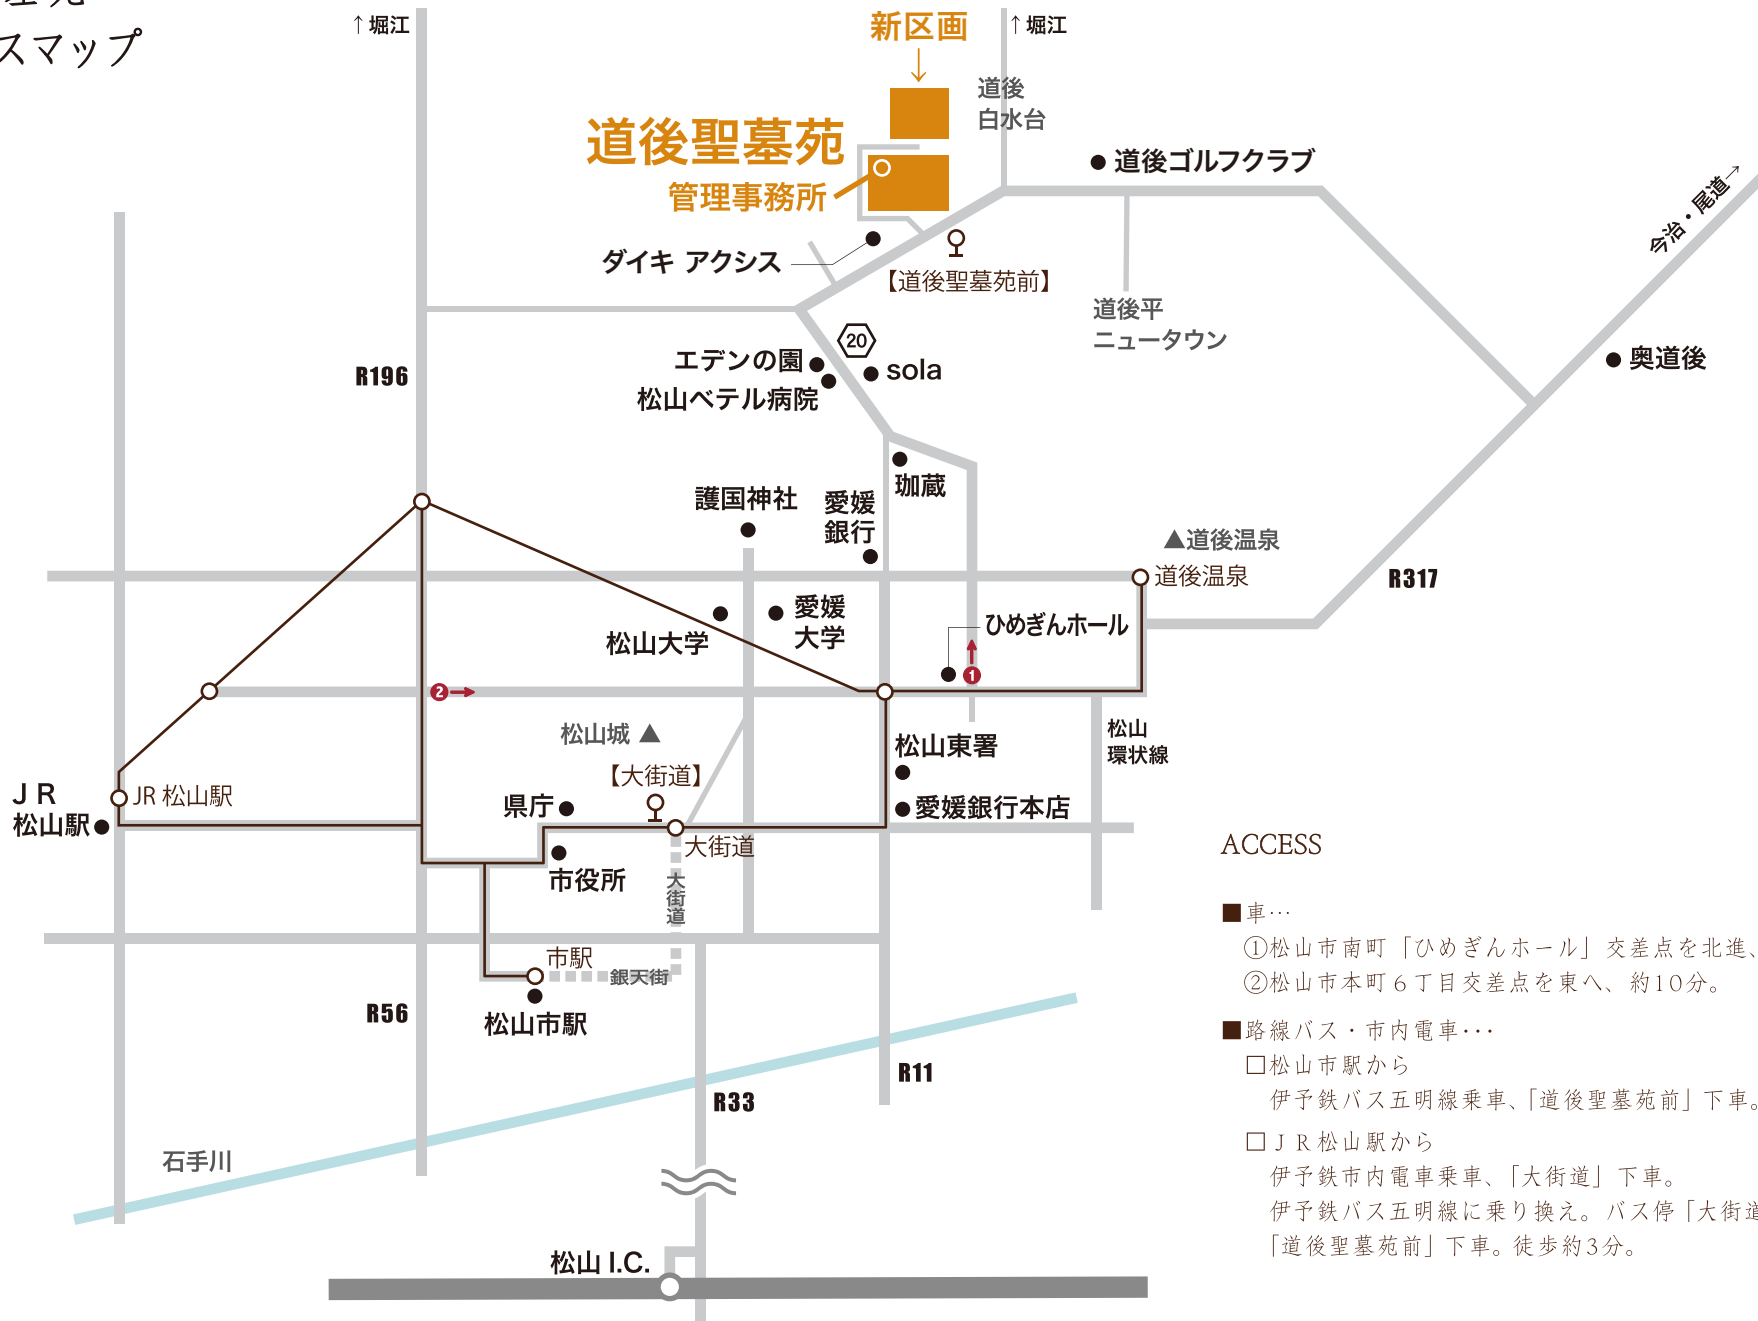 スマップ
↑堀江
新区画
↑堀江
道後
白水台
道後聖墓苑
管理事務所
道後ゴルフクラブ
今治・尾道→
ダイキ アクシス
【道後聖墓苑前】
道後平
ニュータウン
20
エデンの園
sola
奥道後
R196
松山ベテル病院
珈蔵
護国神社
愛媛
銀行
▲道後温泉
道後温泉
R317
愛媛
大学
松山大学
ひめぎんホール
1
2
松山城 ▲
松山
環状線
松山東署
【大街道】
JR
松山駅
JR 松山駅
県庁
愛媛銀行本店
大街道
市役所
大街道
市駅
銀天街
松山市駅
R56
R11
R33
石手川
松山 I.C.
ACCESS
■車…
①松山市南町「ひめぎんホール」交差点を北進、
②松山市本町6丁目交差点を東へ、約10分。
■路線バス・市内電車・・・
□松山市駅から
伊予鉄バス五明線乗車、「道後聖墓苑前」下車。
□JR松山駅から
伊予鉄市内電車乗車、「大街道」下車。
伊予鉄バス五明線に乗り換え。バス停「大街道
「道後聖墓苑前」下車。徒歩約3分。